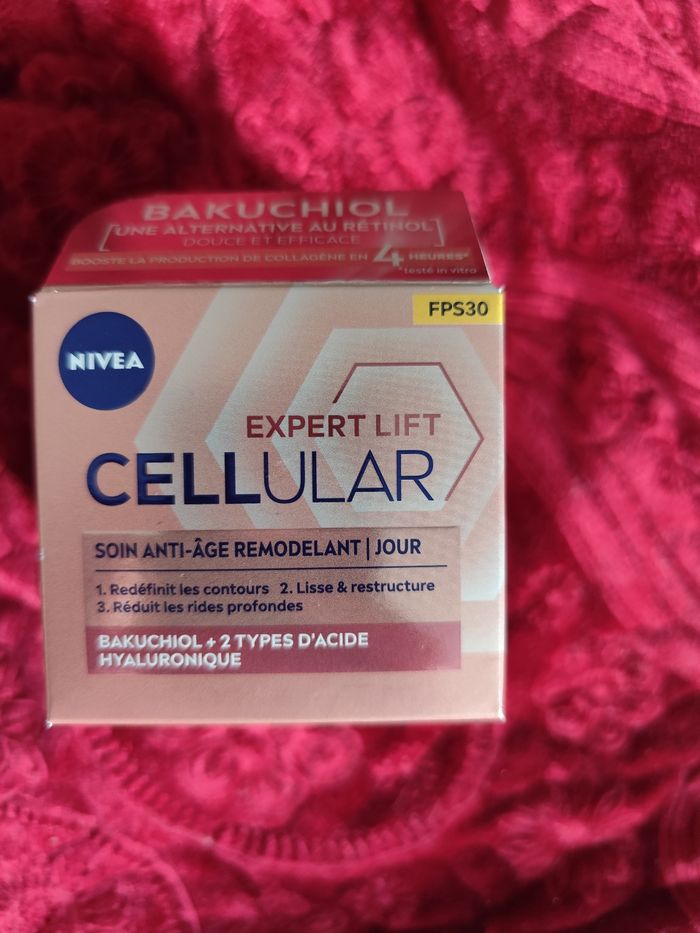 BAKUCHIOL
[UNE ALTERNATIVE AU RÉTINOL]
DOUCE ET EFFICACE
BOOSTE LA PRODUCTION DE COLLAGÈNE EN 4 HEURES*
*testé in vitro
FPS30
NIVEA
EXPERT LIFT
CELLULAR
SOIN ANTI-ÂGE REMODELANT | JOUR
1. Redéfinit les contours 2. Lisse & restructure
3. Réduit les rides profondes
BAKUCHIOL + 2 TYPES D'ACIDE
HYALURONIQUE